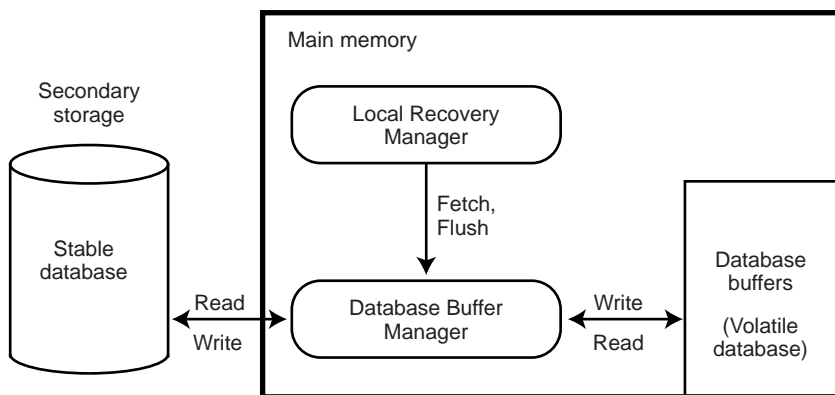 Main memory
Secondary
storage
Local Recovery
Manager
Fetch,
Flush
Stable
database
Database
buffers
(Volatile
database)
Read
Write
Database Buffer
Manager
Write
Read